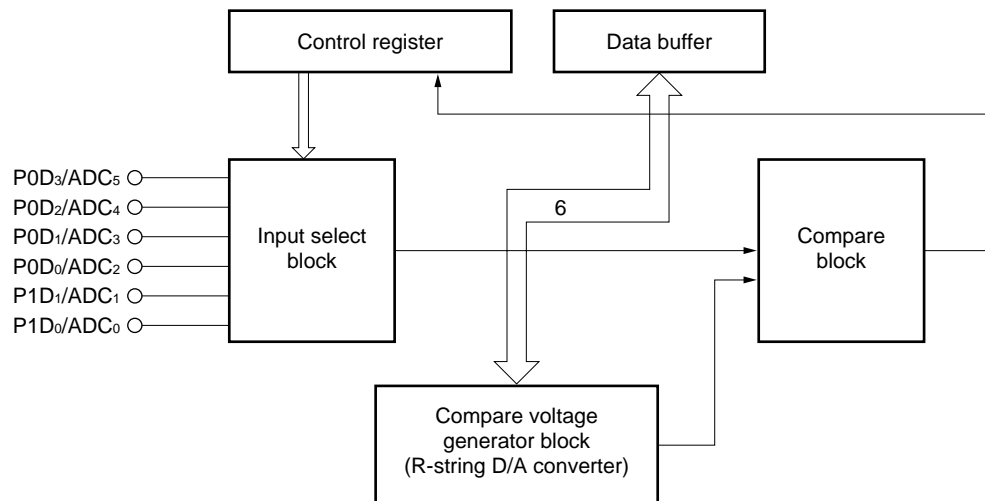 Control register
Data buffer
P0D₃/ADC₅
P0D₂/ADC₄
P0D₁/ADC₃
P0D₀/ADC₂
P1D₁/ADC₁
P1D₀/ADC₀
Input select
block
6
Compare
block
Compare voltage
generator block
(R-string D/A converter)